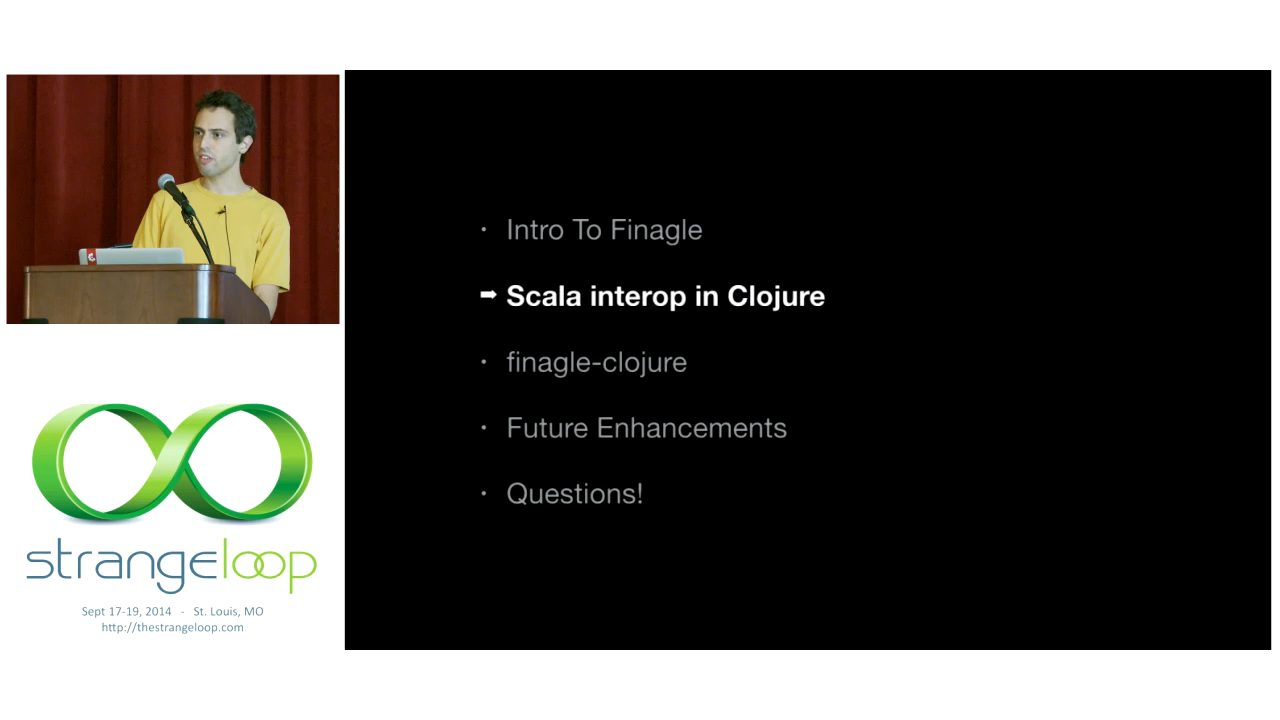 Intro To Finagle
Scala interop in Clojure
finagle-clojure
Future Enhancements
Questions!
strangeloop
Sept 17-19, 2014 - St. Louis, MO
http://thestrangeloop.com